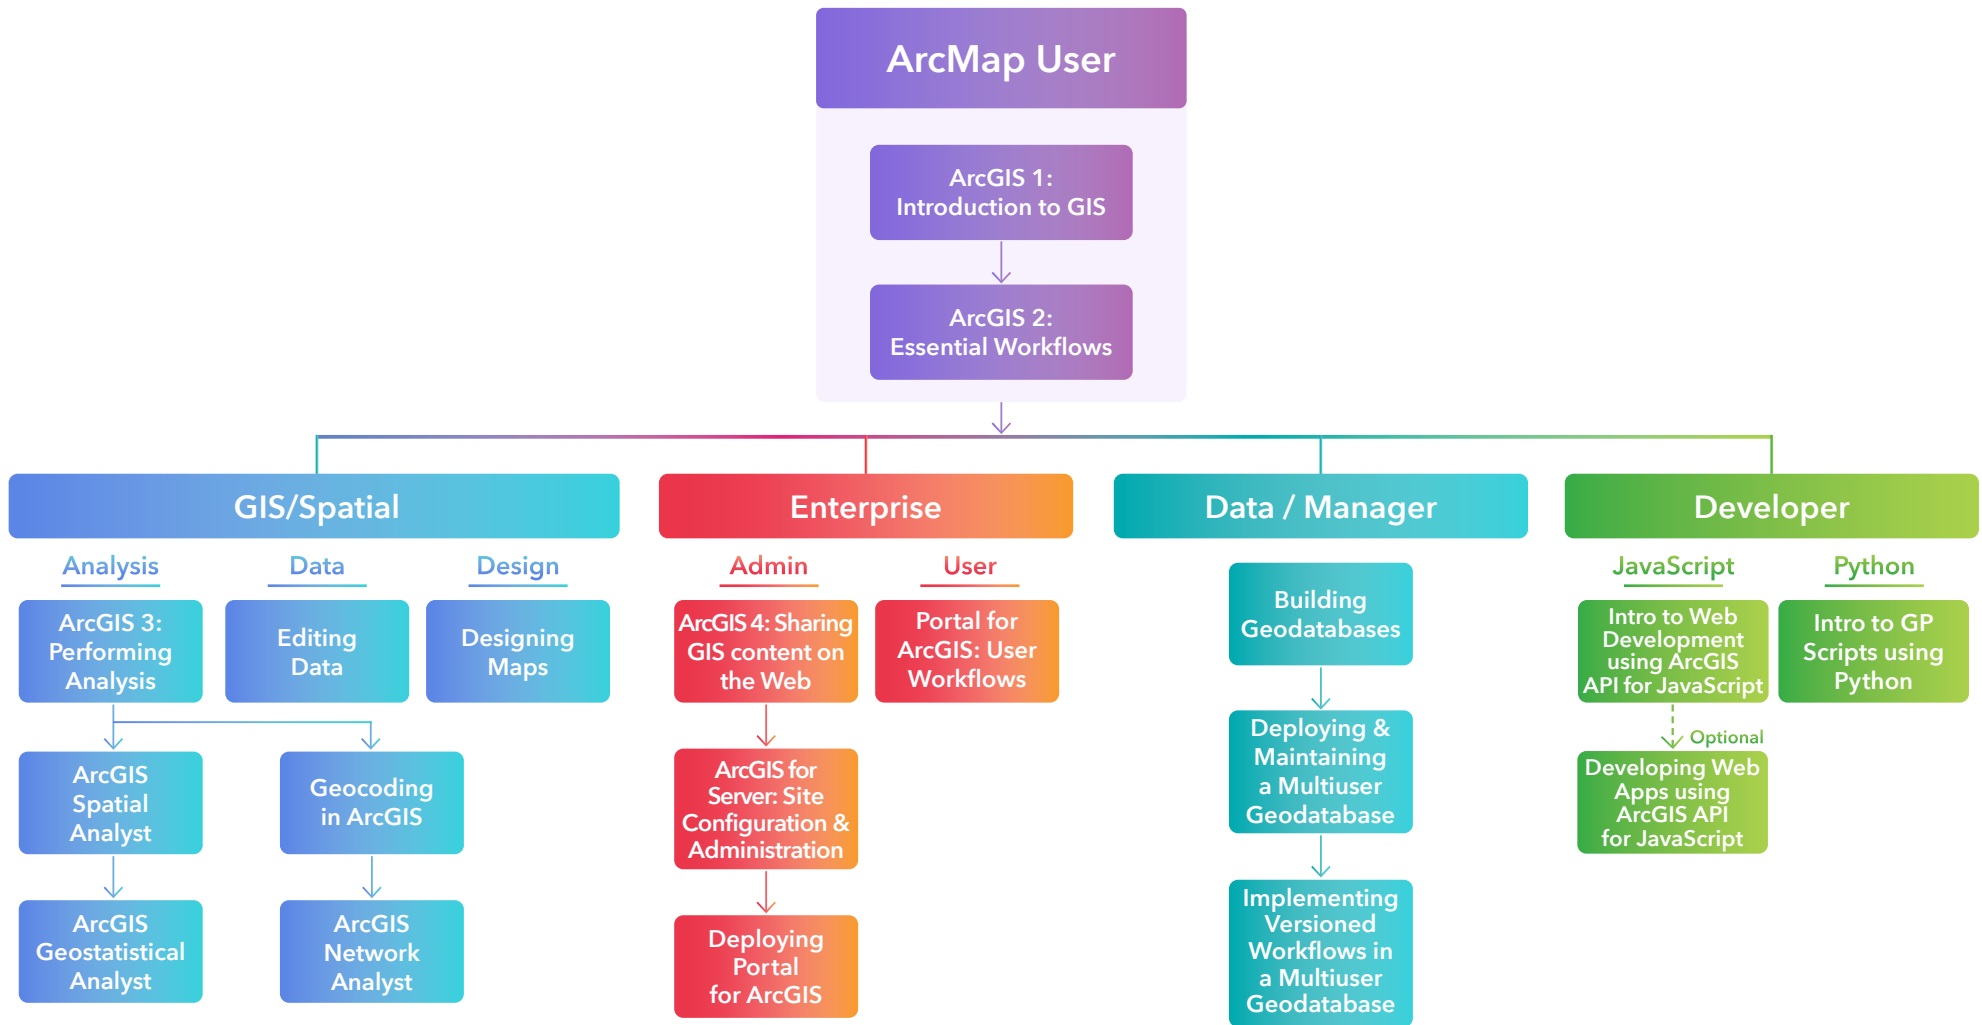 ArcMap User
ArcGIS 1:
Introduction to GIS
ArcGIS 2:
Essential Workflows
GIS/Spatial
Analysis
Data
Design
ArcGIS 3:
Performing
Analysis
Editing
Data
Designing
Maps
ArcGIS
Spatial
Analyst
Geocoding
in ArcGIS
ArcGIS
Geostatistical
Analyst
ArcGIS
Network
Analyst
Enterprise
Admin
User
ArcGIS 4: Sharing
GIS content on
the Web
Portal for
ArcGIS: User
Workflows
ArcGIS for
Server: Site
Configuration &
Administration
Deploying
Portal
for ArcGIS
Data / Manager
Building
Geodatabases
Deploying &
Maintaining
a Multiuser
Geodatabase
Implementing
Versioned
Workflows in
a Multiuser
Geodatabase
Developer
JavaScript
Python
Intro to Web
Development
using ArcGIS
API for JavaScript
Intro to GP
Scripts using
Python
Optional
Developing Web
Apps using
ArcGIS API
for JavaScript